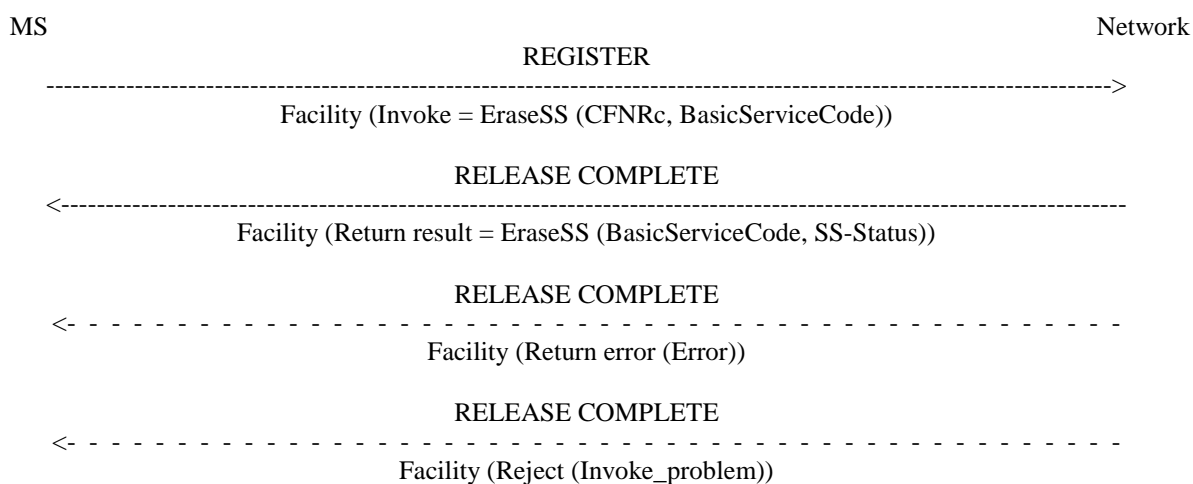 MS Network
REGISTER
Facility (Invoke = EraseSS (CFNRc, BasicServiceCode))
RELEASE COMPLETE
Facility (Return result = EraseSS (BasicServiceCode, SS-Status))
RELEASE COMPLETE
Facility (Return error (Error))
RELEASE COMPLETE
Facility (Reject (Invoke_problem))